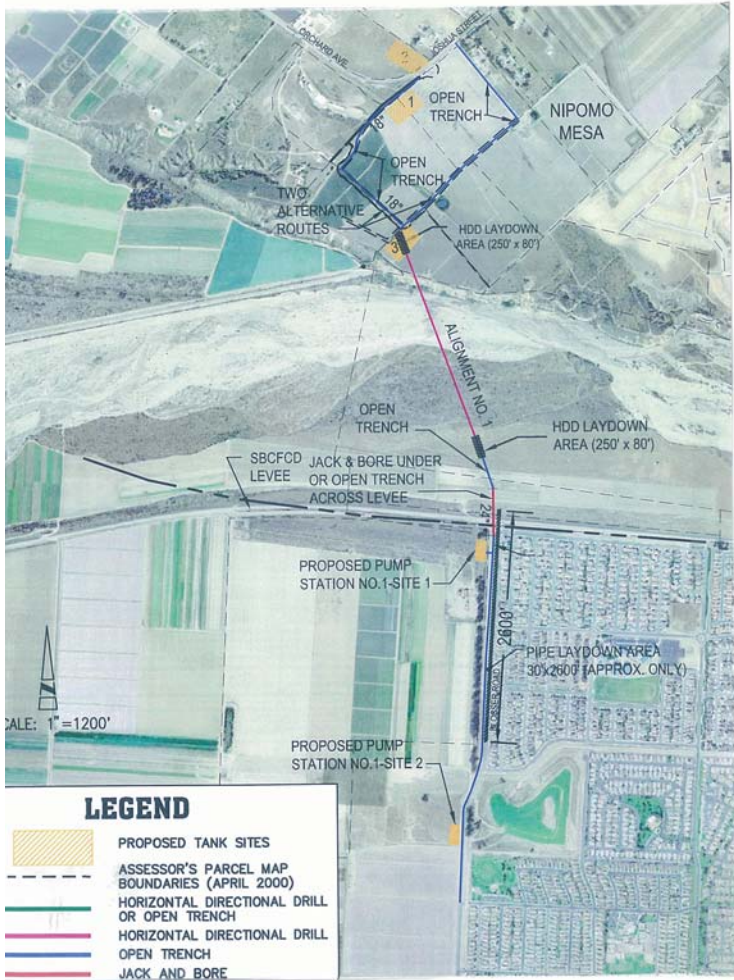 ORCHARD AVE.
JOSHUA STREET
2
1
OPEN
TRENCH
NIPOMO
MESA
18"
OPEN
TRENCH
TWO
ALTERNATIVE
ROUTES
18"
3
HDD LAYDOWN
AREA (250' x 80')
ALIGNMENT NO. 1
OPEN
TRENCH
HDD LAYDOWN
AREA (250' x 80')
SBCFCD
LEVEE
JACK & BORE UNDER
OR OPEN TRENCH
ACROSS LEVEE
24"
PROPOSED PUMP
STATION NO.1-SITE 1
2600'
PIPE LAYDOWN AREA
30'x2600' (APPROX. ONLY)
N
CALE: 1"=1200'
PROPOSED PUMP
STATION NO.1-SITE 2
LEGEND
PROPOSED TANK SITES
ASSESSOR'S PARCEL MAP
BOUNDARIES (APRIL 2000)
HORIZONTAL DIRECTIONAL DRILL
OR OPEN TRENCH
HORIZONTAL DIRECTIONAL DRILL
OPEN TRENCH
JACK AND BORE